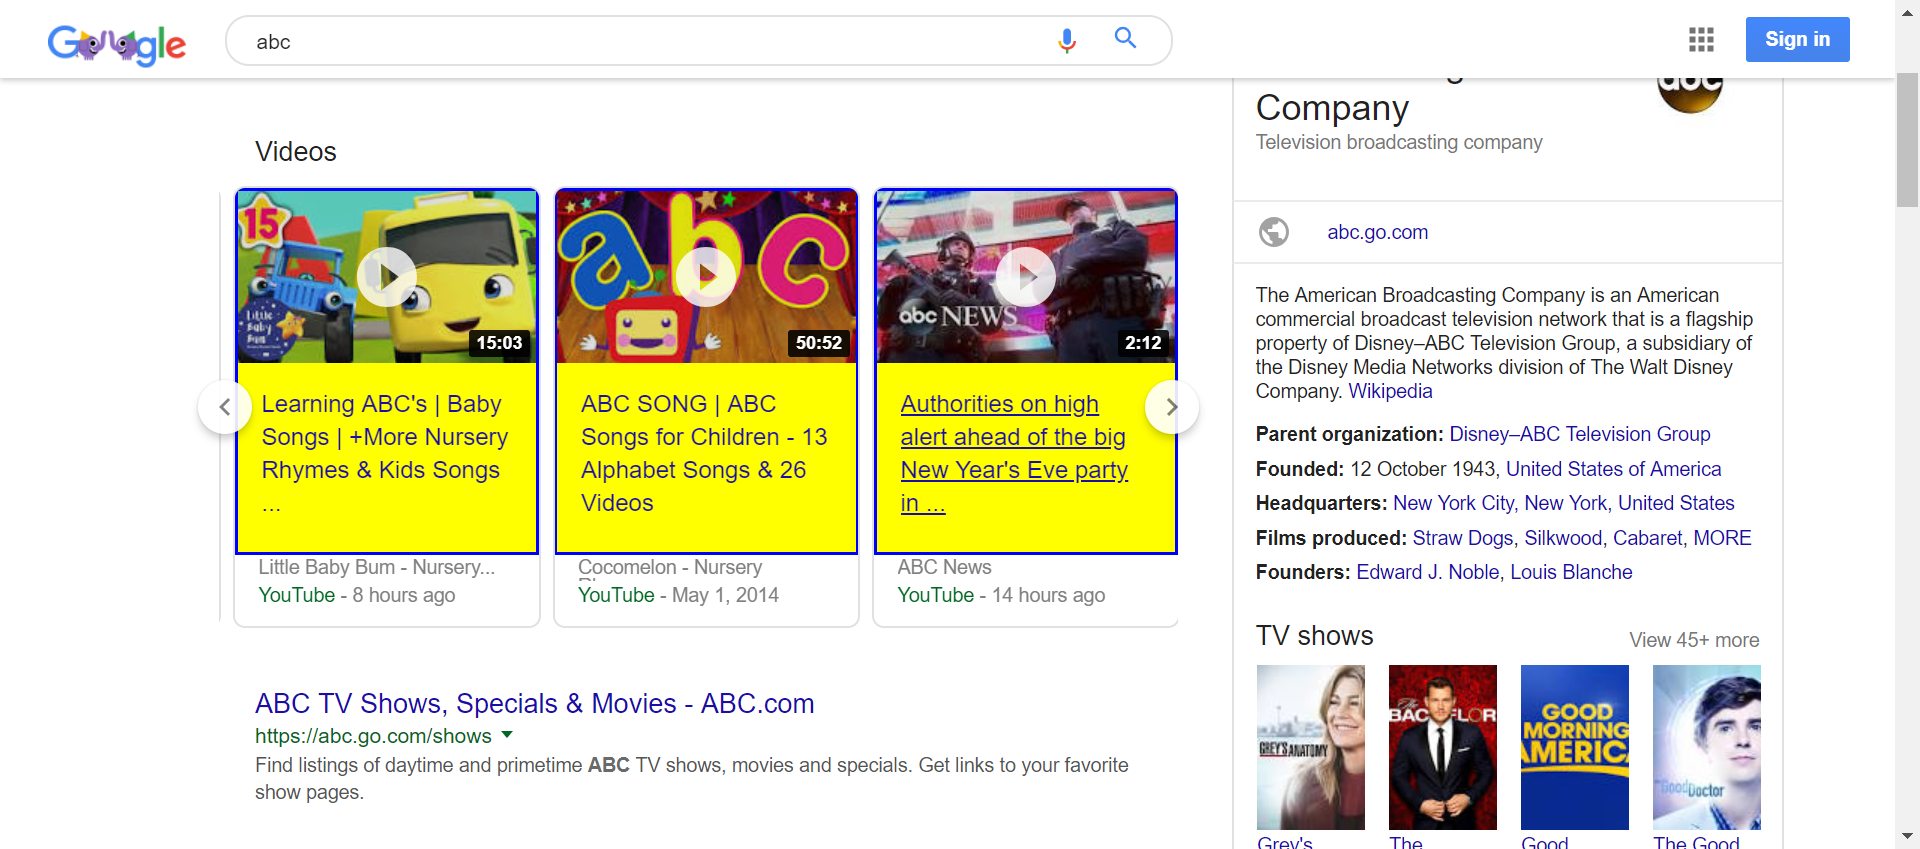 Google
abc
Sign in
Company
Television broadcasting company
abc
Videos
15
Little
Baby
Bum
15:03
abc
50:52
abc NEWS
2:12
Learning ABC's | Baby
Songs | +More Nursery
Rhymes & Kids Songs
...
ABC SONG | ABC
Songs for Children - 13
Alphabet Songs & 26
Videos
Authorities on high
alert ahead of the big
New Year's Eve party
in ...
Little Baby Bum - Nursery...
YouTube - 8 hours ago
Cocomelon - Nursery
YouTube - May 1, 2014
ABC News
YouTube - 14 hours ago
ABC TV Shows, Specials & Movies - ABC.com
https://abc.go.com/shows
Find listings of daytime and primetime ABC TV shows, movies and specials. Get links to your favorite
show pages.
abc.go.com
The American Broadcasting Company is an American
commercial broadcast television network that is a flagship
property of Disney–ABC Television Group, a subsidiary of
the Disney Media Networks division of The Walt Disney
Company. Wikipedia
Parent organization: Disney–ABC Television Group
Founded: 12 October 1943, United States of America
Headquarters: New York City, New York, United States
Films produced: Straw Dogs, Silkwood, Cabaret, MORE
Founders: Edward J. Noble, Louis Blanche
TV shows
View 45+ more
GREY'S ANATOMY
The
BACHELOR
GOOD
MORNING
AMERICA
The Good Doctor
Grey's
The
Good
The Good